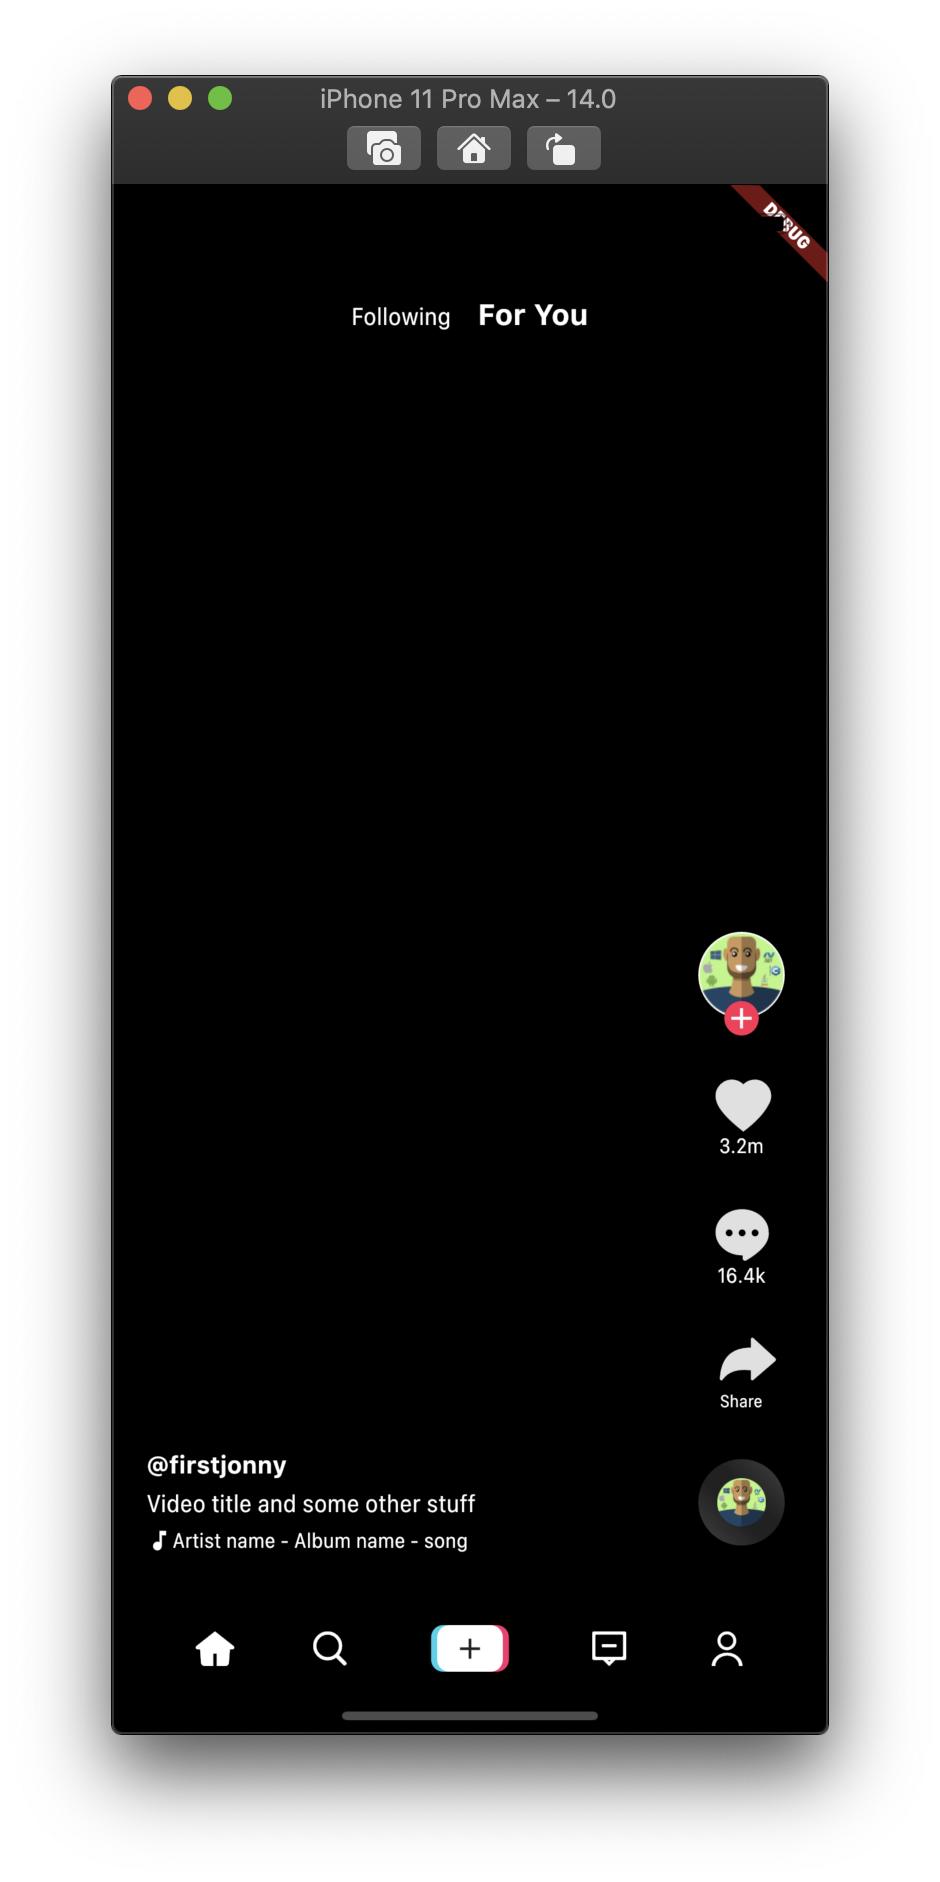 iPhone 11 Pro Max – 14.0
DEBUG
Following For You
3.2m
16.4k
Share
@firstjonny
Video title and some other stuff
Artist name - Album name - song